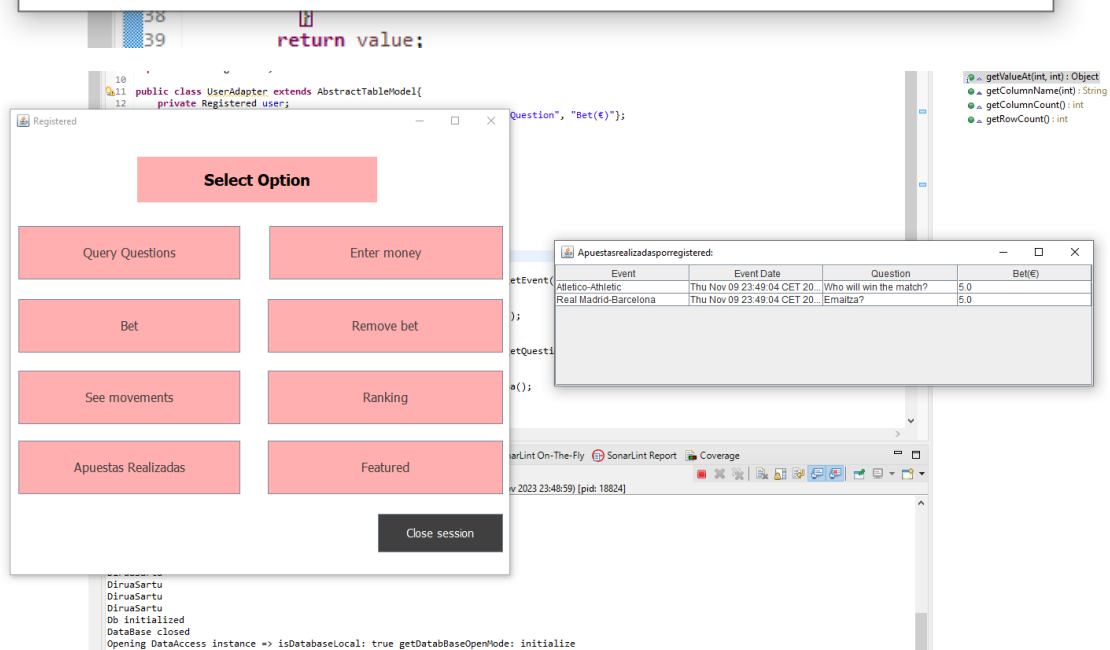 38 }
39 return value;
10
11 public class UserAdapter extends AbstractTableModel{
12 private Registered user;
Question", "Bet(€)"};
getValueAt(int, int) : Object
getColumnName(int) : String
getColumnCount() : int
getRowCount() : int
Registered
Select Option
Query Questions
Enter money
Bet
Remove bet
See movements
Ranking
Apuestas Realizadas
Featured
Close session
etEvent(
);
etQuesti
a();
Apuestasrealizadasporregistered:
Event Event Date Question Bet(€)
Atletico-Athletic Thu Nov 09 23:49:04 CET 20... Who will win the match? 5.0
Real Madrid-Barcelona Thu Nov 09 23:49:04 CET 20... Emaitza? 5.0
arLint On-The-Fly SonarLint Report Coverage
v 2023 23:48:59) [pid: 18824]
DiruaSartu
DiruaSartu
DiruaSartu
Db initialized
DataBase closed
Opening DataAccess instance => isDatabaseLocal: true getDatabBaseOpenMode: initialize